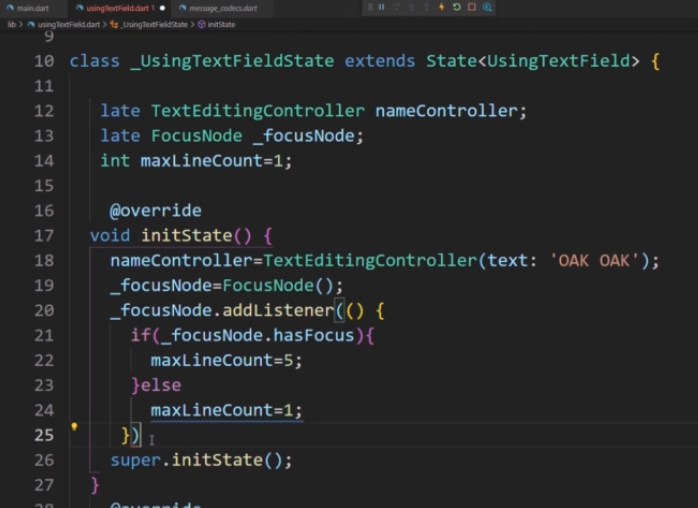 main.dart
usingTextField.dart 1
message_codecs.dart
lib > usingTextField.dart > _UsingTextFieldState > initState
9
10 class _UsingTextFieldState extends State<UsingTextField> {
11
12 late TextEditingController nameController;
13 late FocusNode _focusNode;
14 int maxLineCount=1;
15
16 @override
17 void initState() {
18 nameController=TextEditingController(text: 'OAK OAK');
19 _focusNode=FocusNode();
20 _focusNode.addListener(() {
21 if(_focusNode.hasFocus){
22 maxLineCount=5;
23 }else
24 maxLineCount=1;
25 })
26 super.initState();
27 }
28 @override